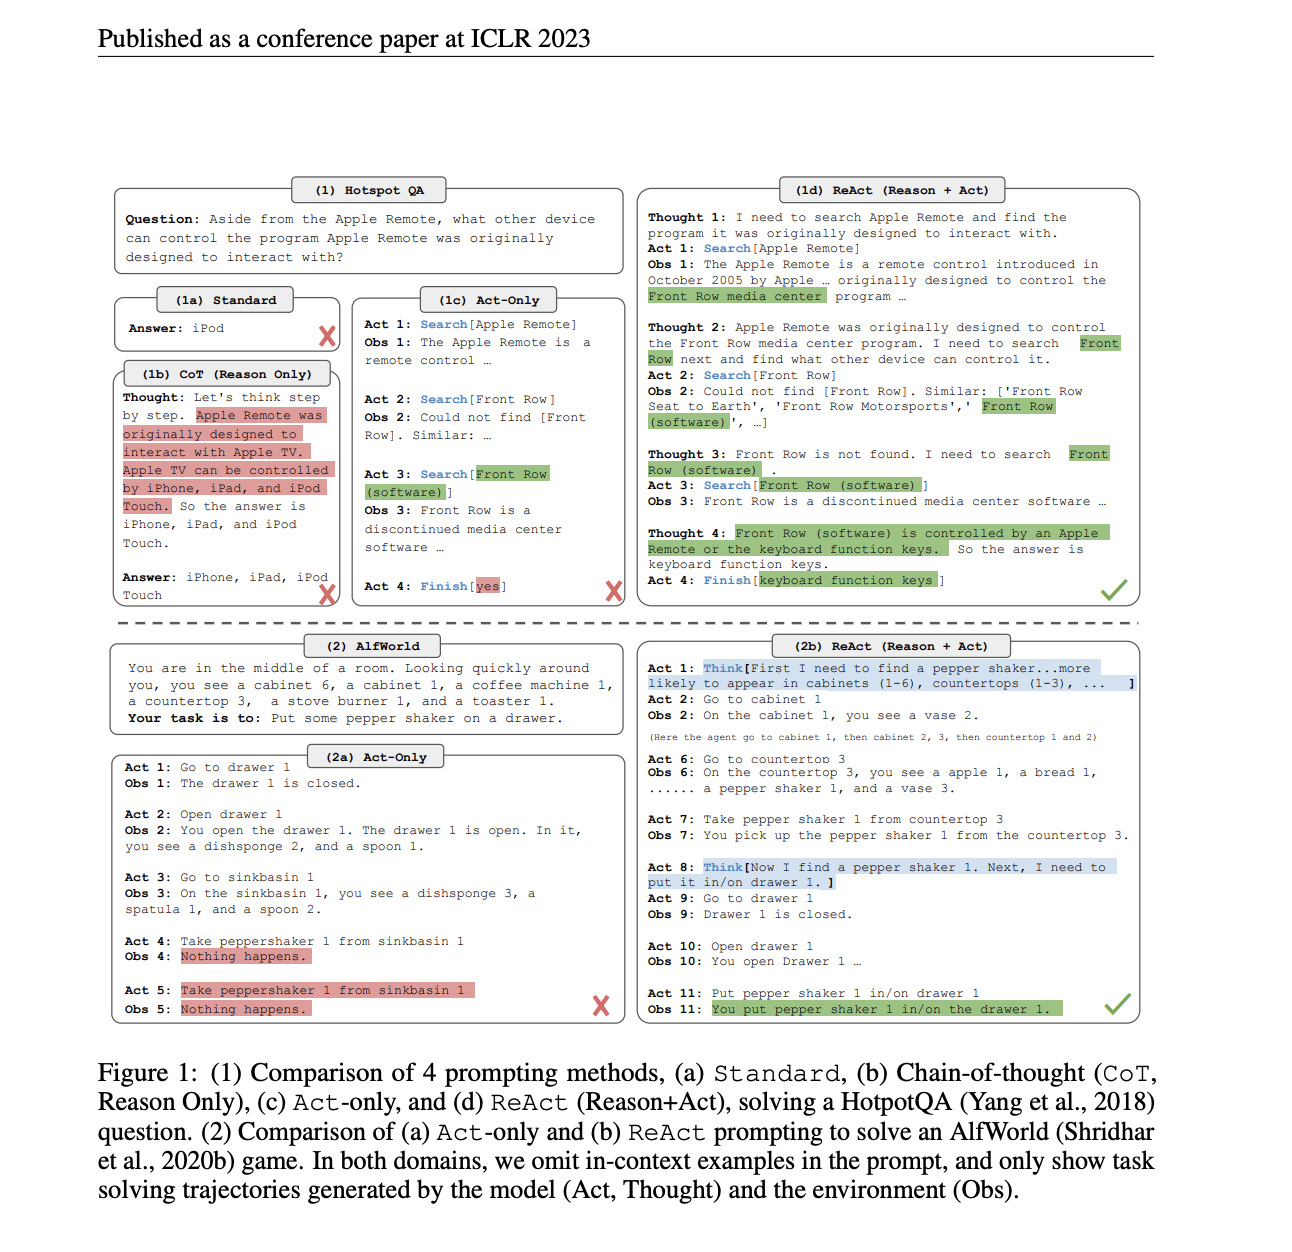 Published as a conference paper at ICLR 2023
(1) Hotspot QA
Question: Aside from the Apple Remote, what other device
can control the program Apple Remote was originally
designed to interact with?
(1a) Standard
Answer: iPod
(1b) CoT (Reason Only)
Thought: Let's think step
by step. Apple Remote was
originally designed to
interact with Apple TV.
Apple TV can be controlled
by iPhone, iPad, and iPod
Touch. So the answer is
iPhone, iPad, and iPod
Touch.
Answer: iPhone, iPad, iPod
Touch
(1c) Act-Only
Act 1: Search[Apple Remote]
Obs 1: The Apple Remote is a
remote control …
Act 2: Search[Front Row]
Obs 2: Could not find [Front
Row]. Similar: …
Act 3: Search[Front Row
(software)]
Obs 3: Front Row is a
discontinued media center
software …
Act 4: Finish[yes]
(1d) ReAct (Reason + Act)
Thought 1: I need to search Apple Remote and find the
program it was originally designed to interact with.
Act 1: Search[Apple Remote]
Obs 1: The Apple Remote is a remote control introduced in
October 2005 by Apple … originally designed to control the
Front Row media center program …
Thought 2: Apple Remote was originally designed to control
the Front Row media center program. I need to search Front
Row next and find what other device can control it.
Act 2: Search[Front Row]
Obs 2: Could not find [Front Row]. Similar: ['Front Row
Seat to Earth', 'Front Row Motorsports',' Front Row
(software)', …]
Thought 3: Front Row is not found. I need to search Front
Row (software) .
Act 3: Search[Front Row (software)]
Obs 3: Front Row is a discontinued media center software …
Thought 4: Front Row (software) is controlled by an Apple
Remote or the keyboard function keys. So the answer is
keyboard function keys.
Act 4: Finish[keyboard function keys]
(2) AlfWorld
You are in the middle of a room. Looking quickly around
you, you see a cabinet 6, a cabinet 1, a coffee machine 1,
a countertop 3, a stove burner 1, and a toaster 1.
Your task is to: Put some pepper shaker on a drawer.
(2a) Act-Only
Act 1: Go to drawer 1
Obs 1: The drawer 1 is closed.
Act 2: Open drawer 1
Obs 2: You open the drawer 1. The drawer 1 is open. In it,
you see a dishsponge 2, and a spoon 1.
Act 3: Go to sinkbasin 1
Obs 3: On the sinkbasin 1, you see a dishsponge 3, a
spatula 1, and a spoon 2.
Act 4: Take peppershaker 1 from sinkbasin 1
Obs 4: Nothing happens.
Act 5: Take peppershaker 1 from sinkbasin 1
Obs 5: Nothing happens.
(2b) ReAct (Reason + Act)
Act 1: Think[First I need to find a pepper shaker...more
likely to appear in cabinets (1-6), countertops (1-3), ... ]
Act 2: Go to cabinet 1
Obs 2: On the cabinet 1, you see a vase 2.
(Here the agent go to cabinet 1, then cabinet 2, 3, then countertop 1 and 2)
Act 6: Go to countertop 3
Obs 6: On the countertop 3, you see a apple 1, a bread 1,
...... a pepper shaker 1, and a vase 3.
Act 7: Take pepper shaker 1 from countertop 3
Obs 7: You pick up the pepper shaker 1 from the countertop 3.
Act 8: Think[Now I find a pepper shaker 1. Next, I need to
put it in/on drawer 1. ]
Act 9: Go to drawer 1
Obs 9: Drawer 1 is closed.
Act 10: Open drawer 1
Obs 10: You open Drawer 1 …
Act 11: Put pepper shaker 1 in/on drawer 1
Obs 11: You put pepper shaker 1 in/on the drawer 1.
Figure 1: (1) Comparison of 4 prompting methods, (a) Standard, (b) Chain-of-thought (CoT,
Reason Only), (c) Act-only, and (d) ReAct (Reason+Act), solving a HotpotQA (Yang et al., 2018)
question. (2) Comparison of (a) Act-only and (b) ReAct prompting to solve an AlfWorld (Shridhar
et al., 2020b) game. In both domains, we omit in-context examples in the prompt, and only show task
solving trajectories generated by the model (Act, Thought) and the environment (Obs).